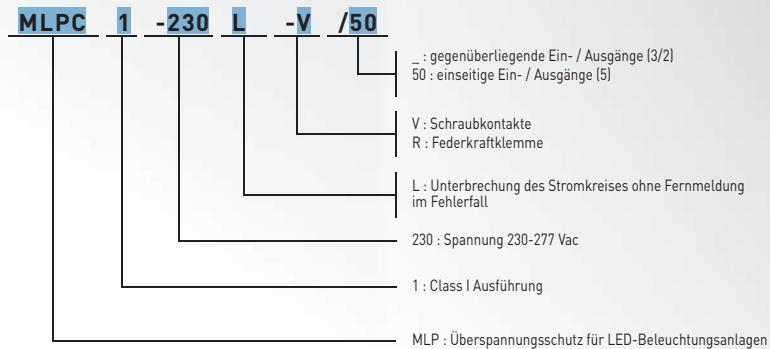 MLPC 1 -230 L -V /50
_ : gegenüberliegende Ein- / Ausgänge (3/2)
50 : einseitige Ein- / Ausgänge (5)
V : Schraubkontakte
R : Federkraftklemme
L : Unterbrechung des Stromkreises ohne Fernmeldung
im Fehlerfall
230 : Spannung 230-277 Vac
1 : Class I Ausführung
MLP : Überspannungsschutz für LED-Beleuchtungsanlagen